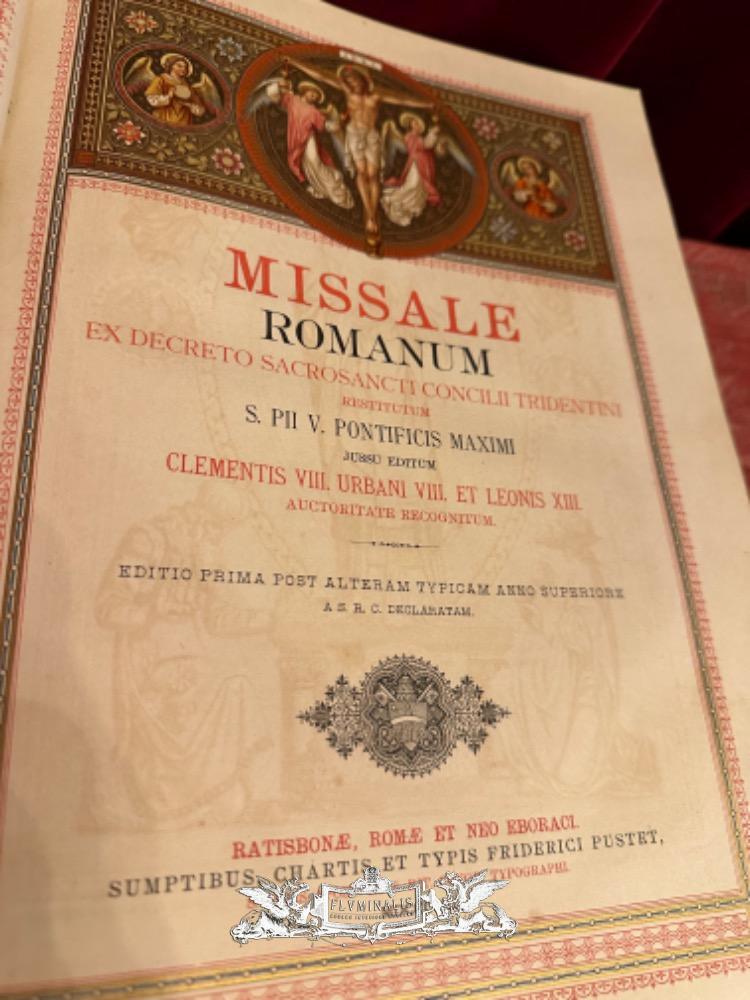 MISSALE
ROMANUM
EX DECRETO SACROSANCTI CONCILII TRIDENTINI
RESTITUTUM
S. PII V. PONTIFICIS MAXIMI
JUSSU EDITUM
CLEMENTIS VIII. URBANI VIII. ET LEONIS XIII.
AUCTORITATE RECOGNITUM.
EDITIO PRIMA POST ALTERAM TYPICAM ANNO SUPERIORE
A S. R. C. DECLARATAM.
RATISBONÆ, ROMÆ ET NEO EBORACI.
SUMPTIBUS, CHARTIS ET TYPIS FRIDERICI PUSTET,
TYPOGRAPHI.
FLVMINALIS